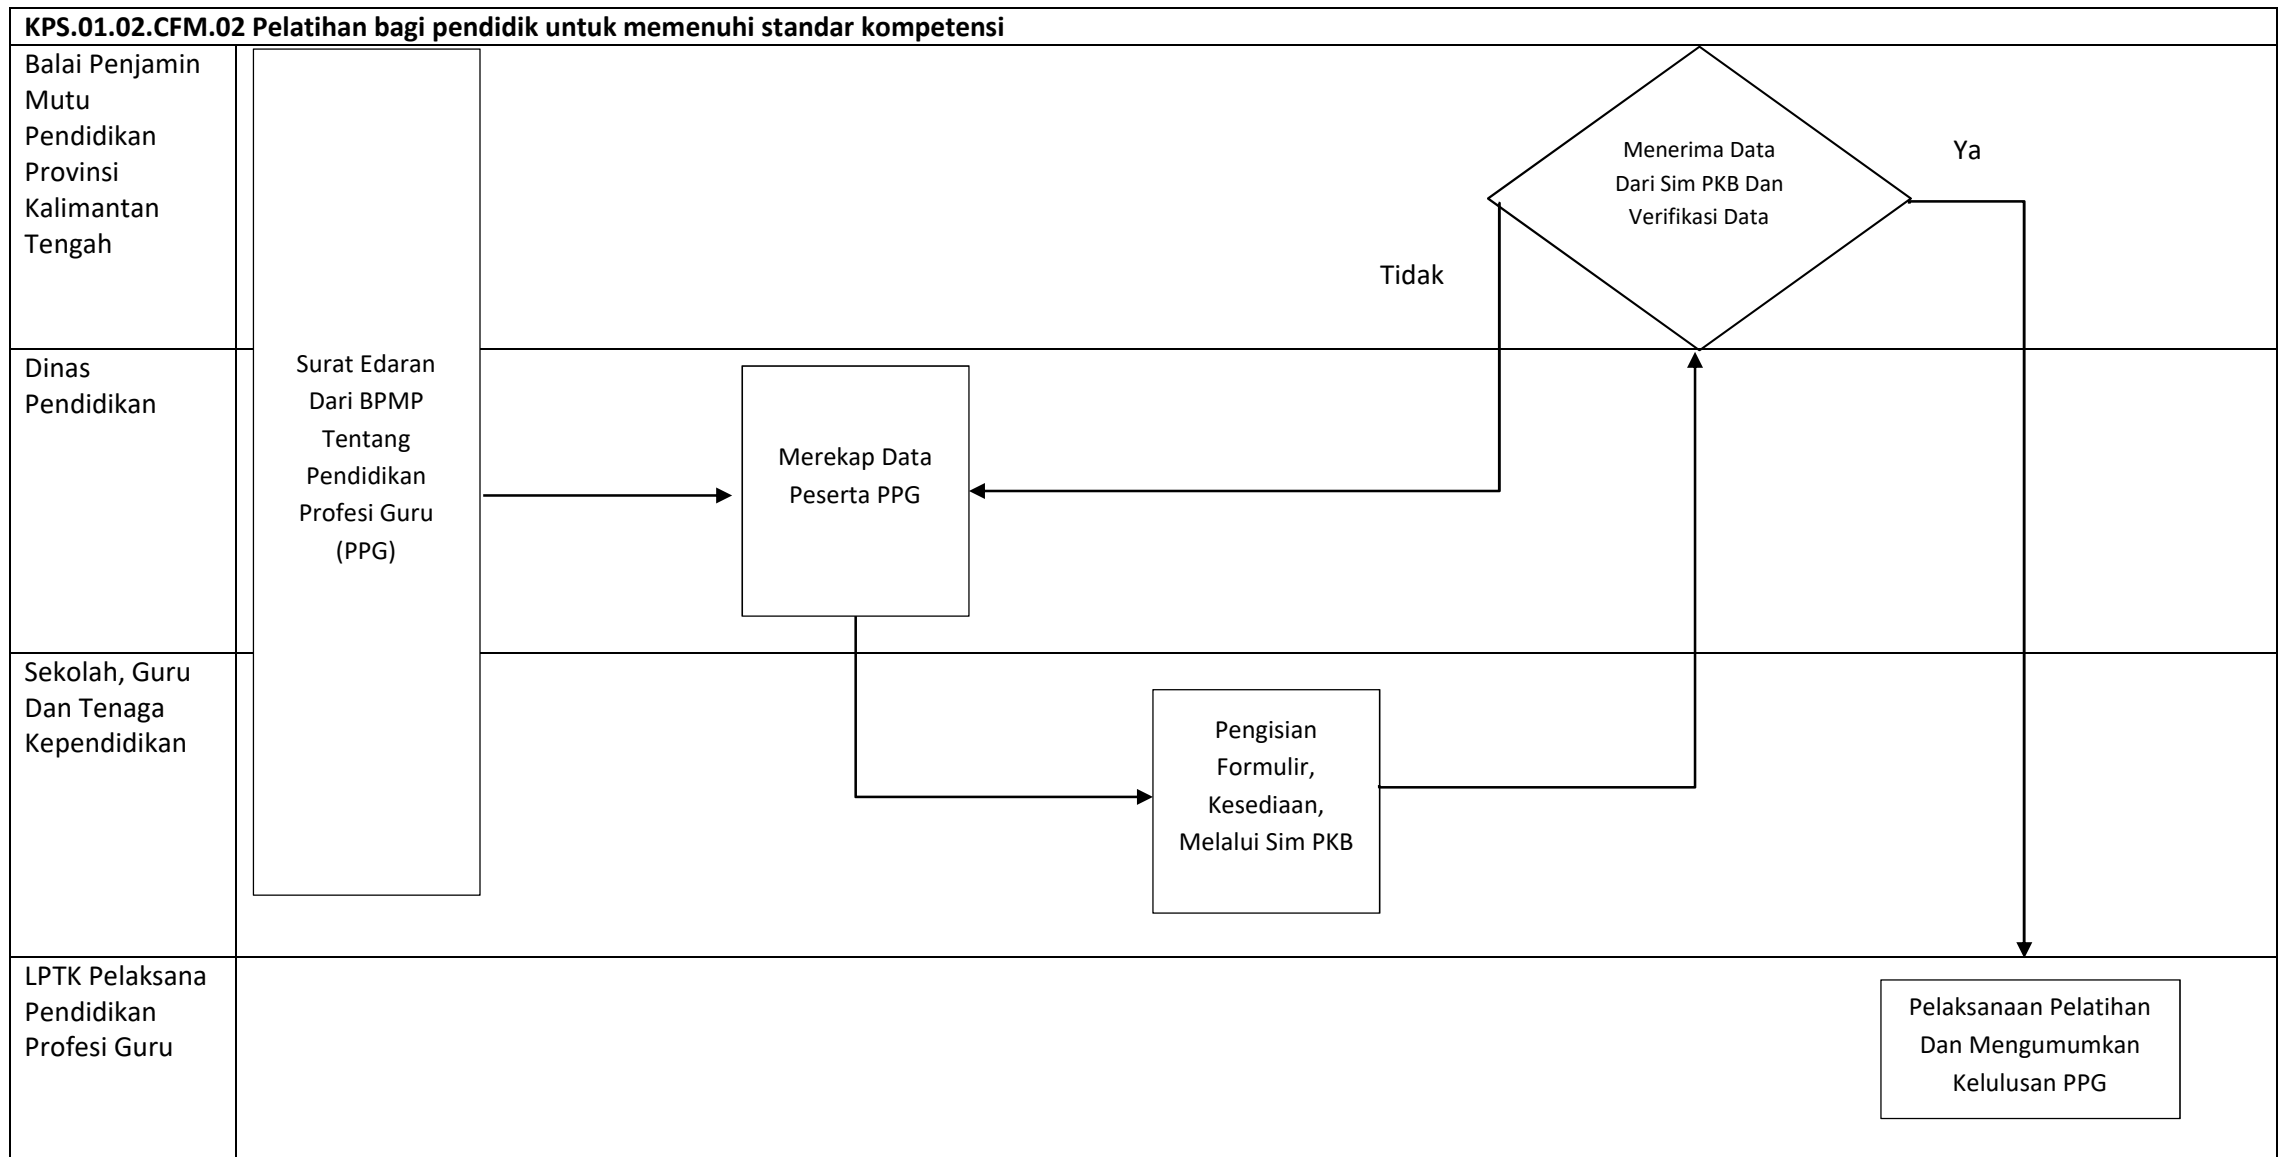 KPS.01.02.CFM.02 Pelatihan bagi pendidik untuk memenuhi standar kompetensi
Balai Penjamin
Mutu
Pendidikan
Provinsi
Kalimantan
Tengah
Menerima Data
Dari Sim PKB Dan
Verifikasi Data
Ya
Tidak
Dinas
Pendidikan
Surat Edaran
Dari BPMP
Tentang
Pendidikan
Profesi Guru
(PPG)
Merekap Data
Peserta PPG
Sekolah, Guru
Dan Tenaga
Kependidikan
Pengisian
Formulir,
Kesediaan,
Melalui Sim PKB
LPTK Pelaksana
Pendidikan
Profesi Guru
Pelaksanaan Pelatihan
Dan Mengumumkan
Kelulusan PPG